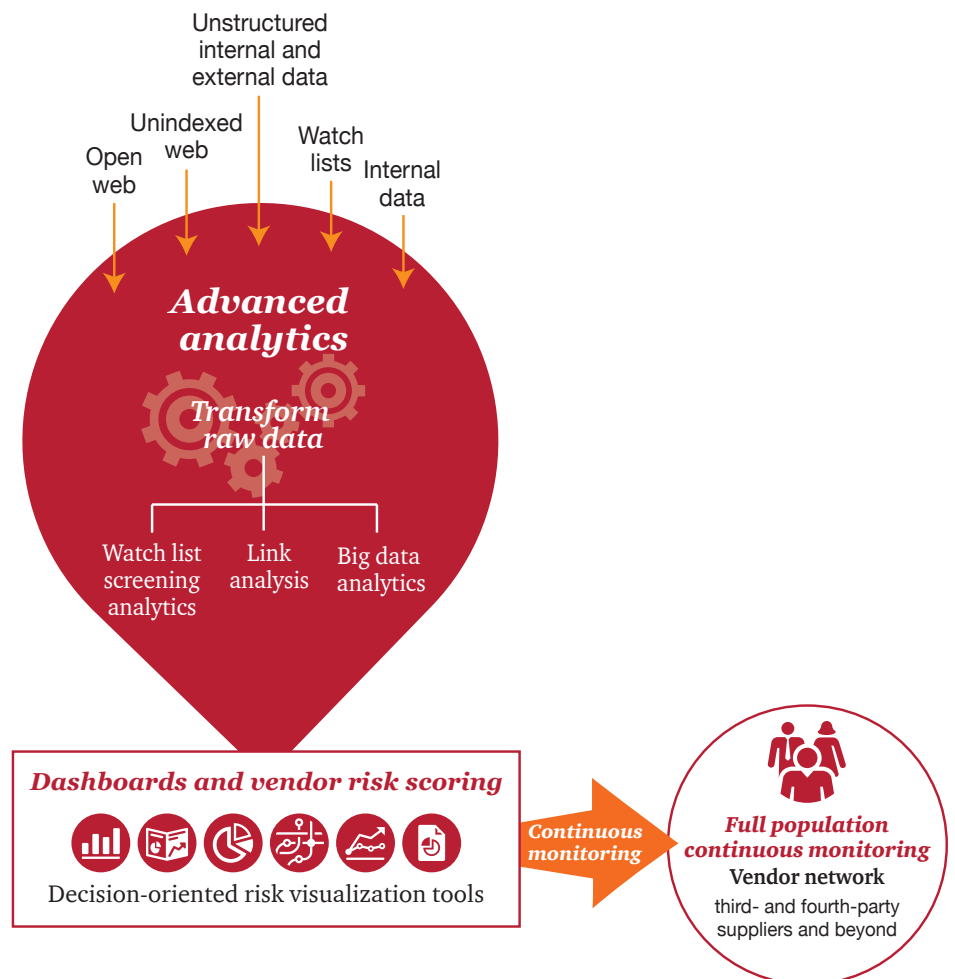 Unstructured
internal and
external data
Unindexed
web
Open
web
Watch
lists
Internal
data
Advanced
analytics
Transform
raw data
Watch list
screening
analytics
Link
analysis
Big data
analytics
Dashboards and vendor risk scoring
Decision-oriented risk visualization tools
Continuous
monitoring
Full population
continuous monitoring
Vendor network
third- and fourth-party
suppliers and beyond